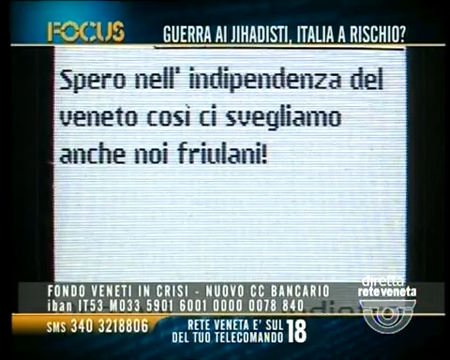 FOCUS
GUERRA AI JIHADISTI, ITALIA A RISCHIO?
Spero nell' indipendenza del
veneto così ci svegliamo
anche noi friulani!
diretta
reteveneta
FONDO VENETI IN CRISI - NUOVO CC BANCARIO
iban IT53 M033 5901 6001 0000 0078 840
SMS 340 3218806
RETE VENETA E' SUL 18
DEL TUO TELECOMANDO